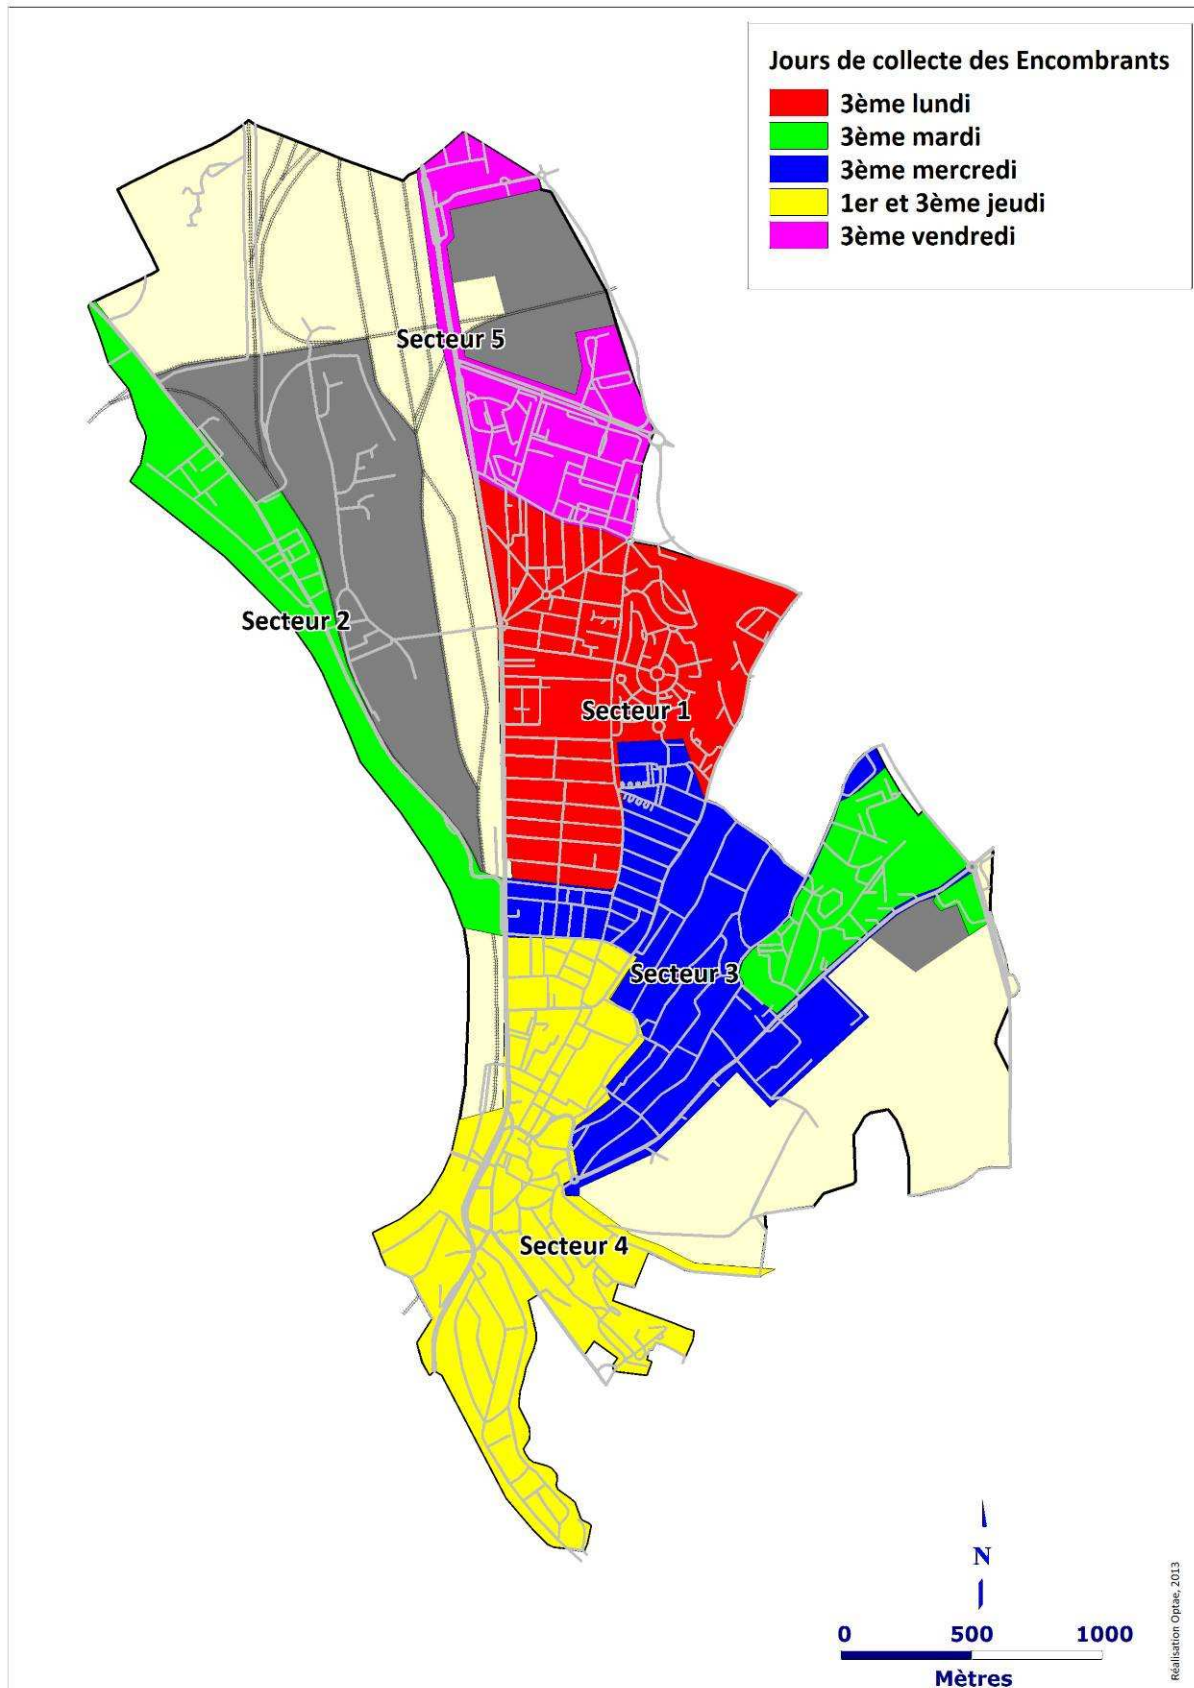 Jours de collecte des Encombrants
3ème lundi
3ème mardi
3ème mercredi
1er et 3ème jeudi
3ème vendredi
Secteur 5
Secteur 2
Secteur 1
Secteur 3
Secteur 4
N
0 500 1000
Mètres
Réalisation Optae, 2013